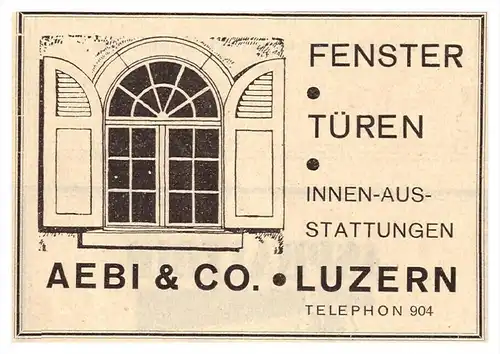 FENSTER
•
TÜREN
•
INNEN-AUS-
STATTUNGEN
AEBI & CO. • LUZERN
TELEPHON 904